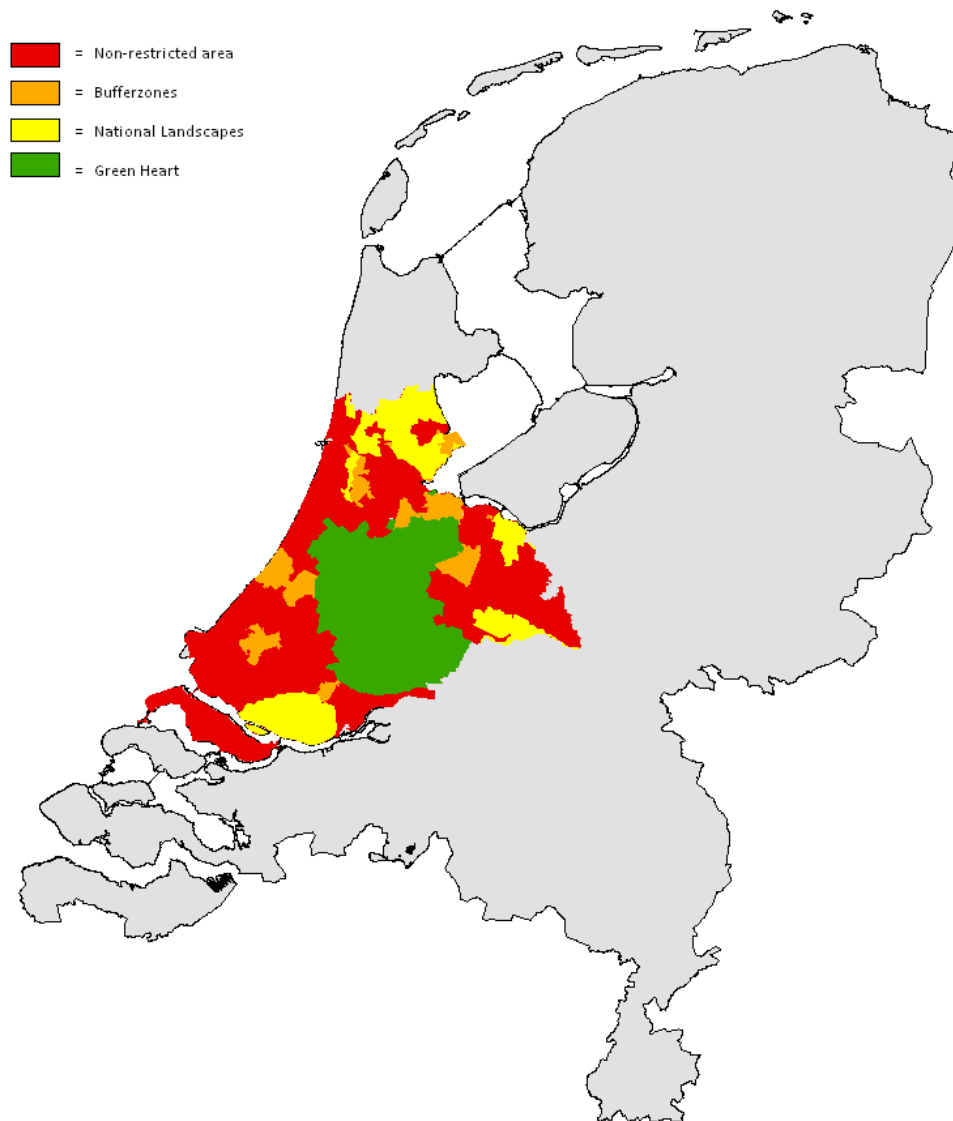 = Non-restricted area
= Bufferzones
= National Landscapes
= Green Heart